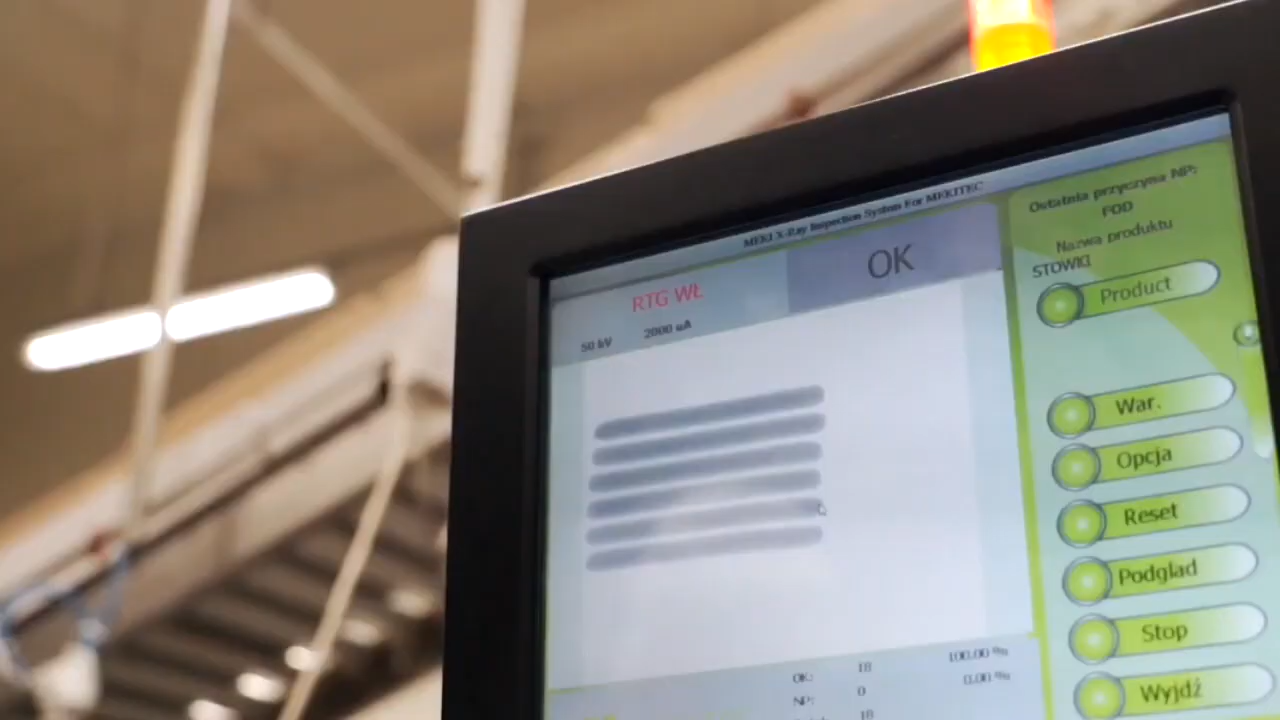 MEKI X-Ray Inspection System For MEKITEC
RTG WŁ
OK
50 kV
2000 uA
Ostatnia przyczyna NP:
FOD
Nazwa produktu
STOWKI
Product
War.
Opcja
Reset
Podgląd
Stop
Wyjdź
OK: 18 100.00 %
NP: 0 0.00 %
18